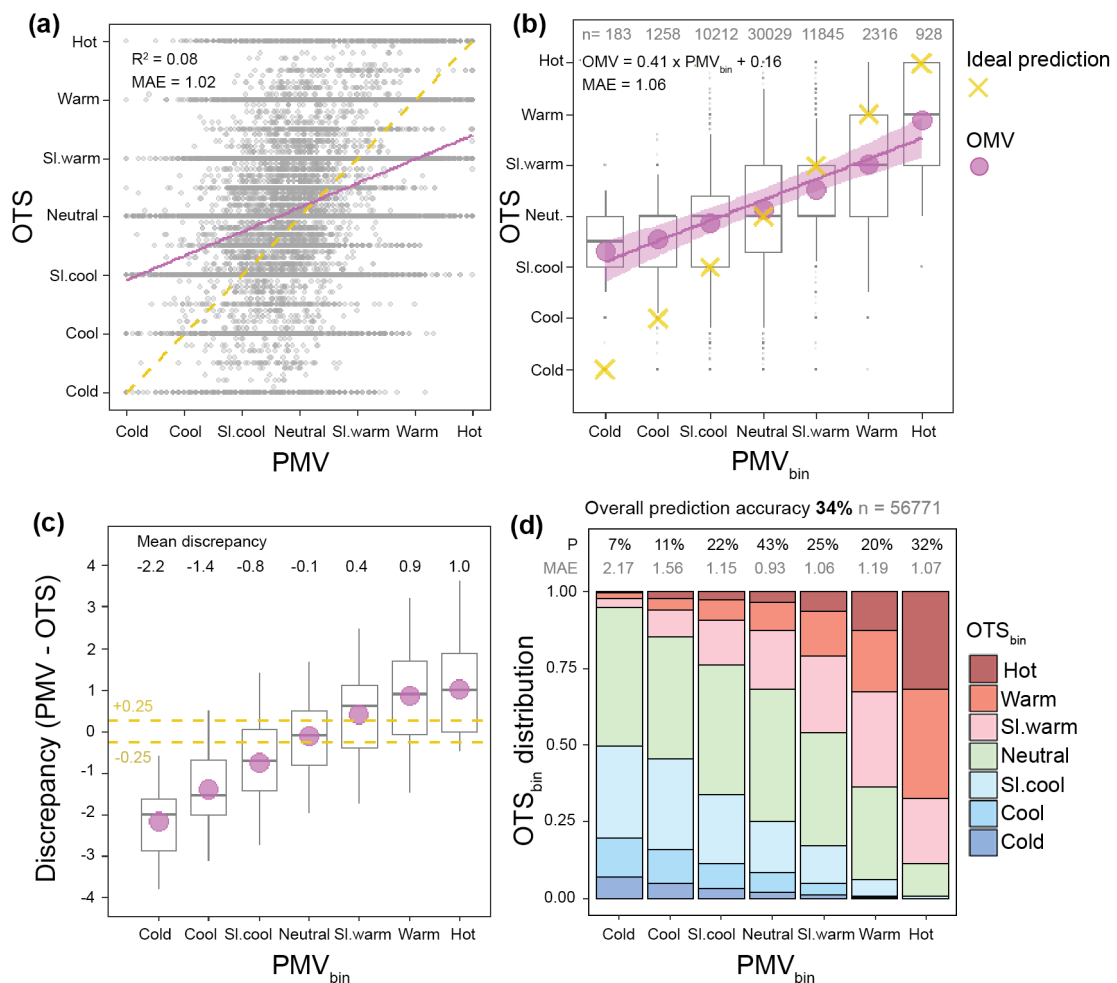 (a)
Hot
Warm
Sl.warm
Neutral
Sl.cool
Cool
Cold
OTS
R² = 0.08
MAE = 1.02
Cold Cool Sl.cool Neutral Sl.warm Warm Hot
PMV
(b)
n= 183 1258 10212 30029 11845 2316 928
OMV = 0.41 x PMVbin + 0.16
MAE = 1.06
Hot
Warm
Sl.warm
Neut.
Sl.cool
Cool
Cold
OTS
Cold Cool Sl.cool Neutral Sl.warm Warm Hot
PMVbin
Ideal prediction
OMV
(c)
Mean discrepancy
-2.2 -1.4 -0.8 -0.1 0.4 0.9 1.0
4
3
2
1
0
-1
-2
-3
-4
+0.25
-0.25
Discrepancy (PMV - OTS)
Cold Cool Sl.cool Neutral Sl.warm Warm Hot
PMVbin
(d)
Overall prediction accuracy 34% n = 56771
P 7% 11% 22% 43% 25% 20% 32%
MAE 2.17 1.56 1.15 0.93 1.06 1.19 1.07
1.00
0.75
0.50
0.25
0.00
OTSbin distribution
Cold Cool Sl.cool Neutral Sl.warm Warm Hot
PMVbin
OTSbin
Hot
Warm
Sl.warm
Neutral
Sl.cool
Cool
Cold